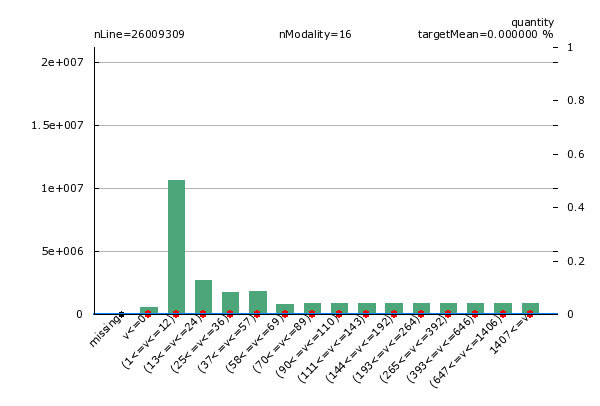 quantity
nLine=26009309 nModality=16 targetMean=0.000000 %
2e+007
1.5e+007
1e+007
5e+006
0
1
0.8
0.6
0.4
0.2
0
missing
v<=0
(1<=v<=12)
(13<=v<=24)
(25<=v<=36)
(37<=v<=57)
(58<=v<=69)
(70<=v<=89)
(90<=v<=110)
(111<=v<=143)
(144<=v<=192)
(193<=v<=264)
(265<=v<=392)
(393<=v<=646)
(647<=v<=1406)
1407<=v